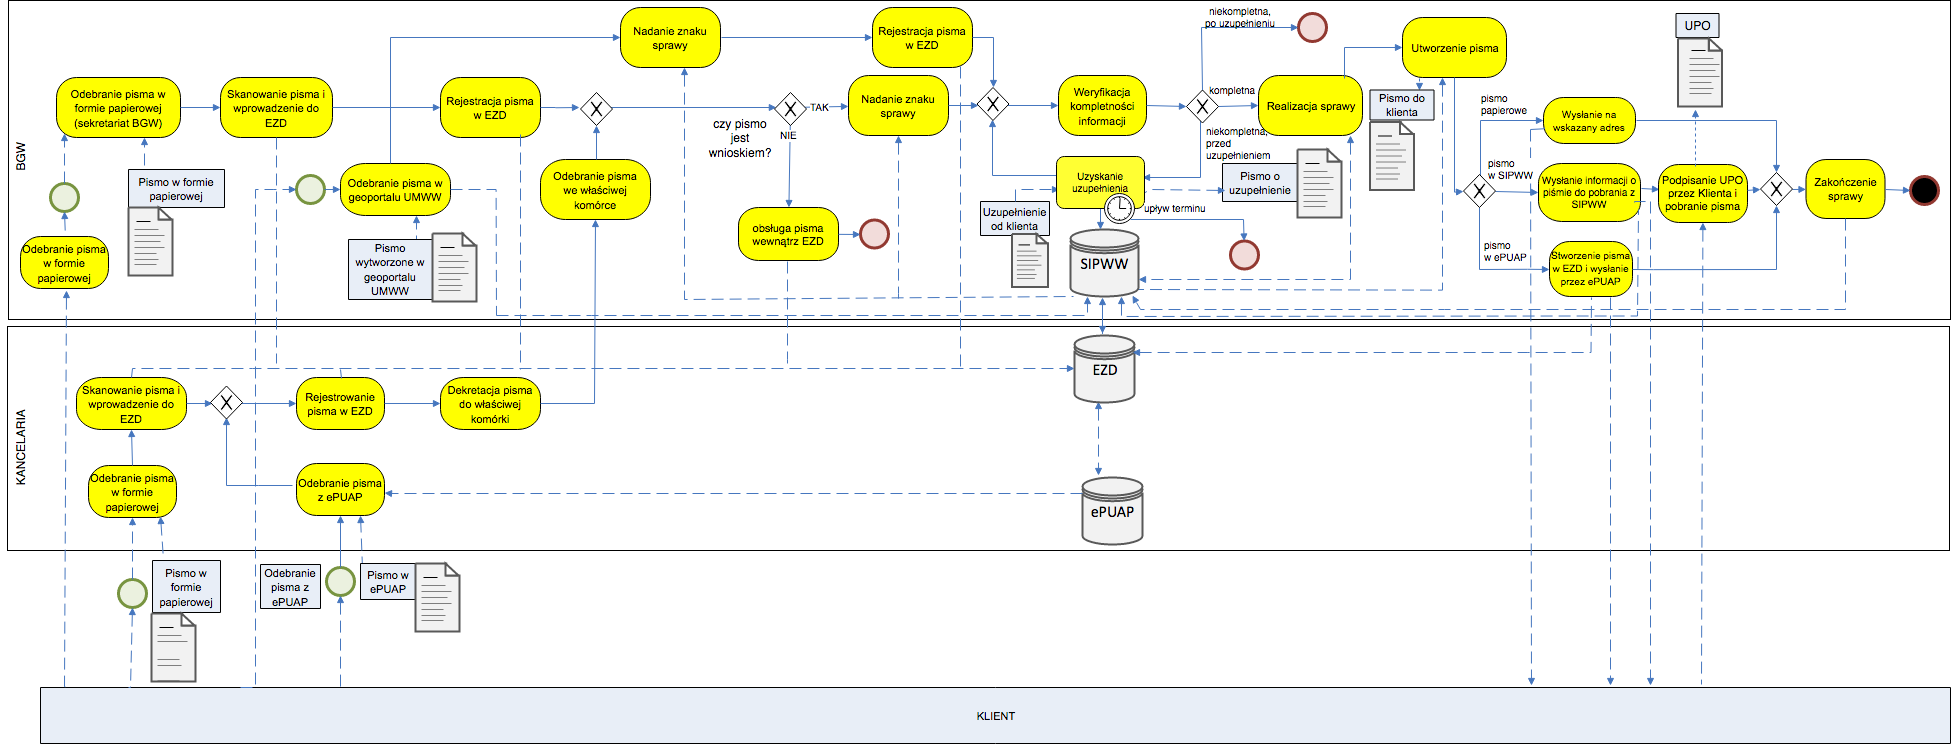 BGW
Odebranie pisma w
formie papierowej
(sekretariat BGW)
Skanowanie pisma i
wprowadzenie do
EZD
Rejestracja pisma
w EZD
Nadanie znaku
sprawy
Rejestracja pisma
w EZD
niekompletna,
po uzupełnieniu
Utworzenie pisma
UPO
X
czy pismo
jest
wnioskiem?
X
TAK
NIE
Nadanie znaku
sprawy
X
Weryfikacja
kompletności
informacji
X
kompletna
Realizacja sprawy
niekompletna,
przed
uzupełnieniem
Pismo do
klienta
pismo
papierowe
Wysłanie na
wskazany adres
Odebranie pisma
w formie
papierowej
Pismo w formie
papierowej
Odebranie pisma w
geoportalu UMWW
Pismo
wytworzone w
geoportalu
UMWW
Odebranie pisma
we właściwej
komórce
obsługa pisma
wewnątrz EZD
Uzyskanie
uzupełnienia
upływ terminu
Uzupełnienie
od klienta
Pismo o
uzupełnienie
SIPWW
X
pismo
w SIPWW
Wysłanie informacji o
piśmie do pobrania z
SIPWW
Podpisanie UPO
przez Klienta i
pobranie pisma
X
Zakończenie
sprawy
pismo
w ePUAP
Stworzenie pisma
w EZD i wysłanie
przez ePUAP
KANCELARIA
Skanowanie pisma i
wprowadzenie do
EZD
X
Rejestrowanie
pisma w EZD
Dekretacja pisma
do właściwej
komórki
EZD
Odebranie pisma
w formie
papierowej
Odebranie pisma
z ePUAP
ePUAP
Pismo w
formie
papierowej
Odebranie
pisma z
ePUAP
Pismo w
ePUAP
KLIENT